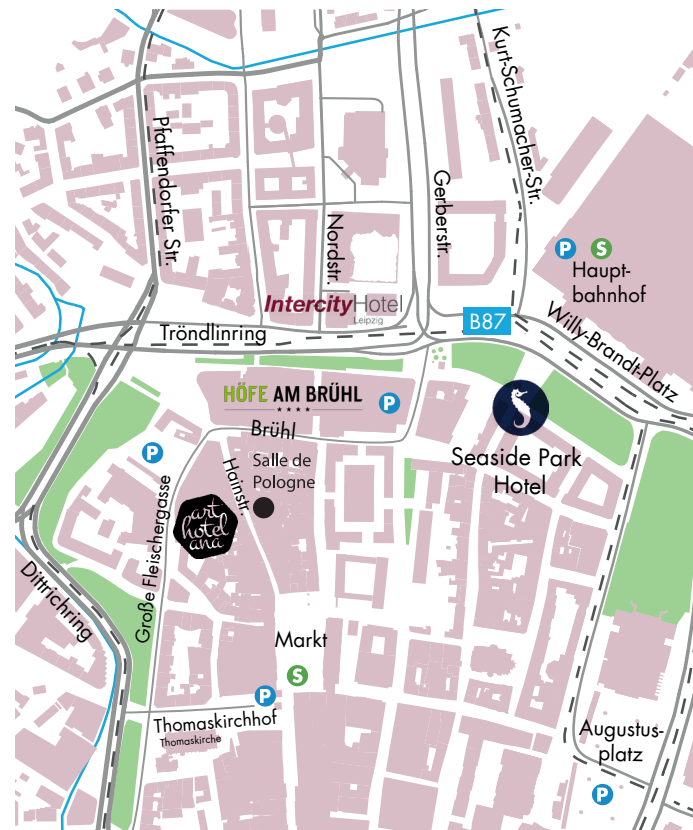 Kurt-Schumacher-Str.
Pfaffendorfer Str.
Gerberstr.
Nordstr.
P
S
Haupt-
bahnhof
IntercityHotel
Leipzig
B87
Tröndlinring
Willy-Brandt-Platz
HÖFE AM BRÜHL
P
Brühl
P
Hainstr.
Salle de
Pologne
Seaside Park
Hotel
Große Fleischergasse
art
hotel
ana
Dittrichring
Markt
S
P
Thomaskirchhof
Thomaskirche
Augustus-
platz
P